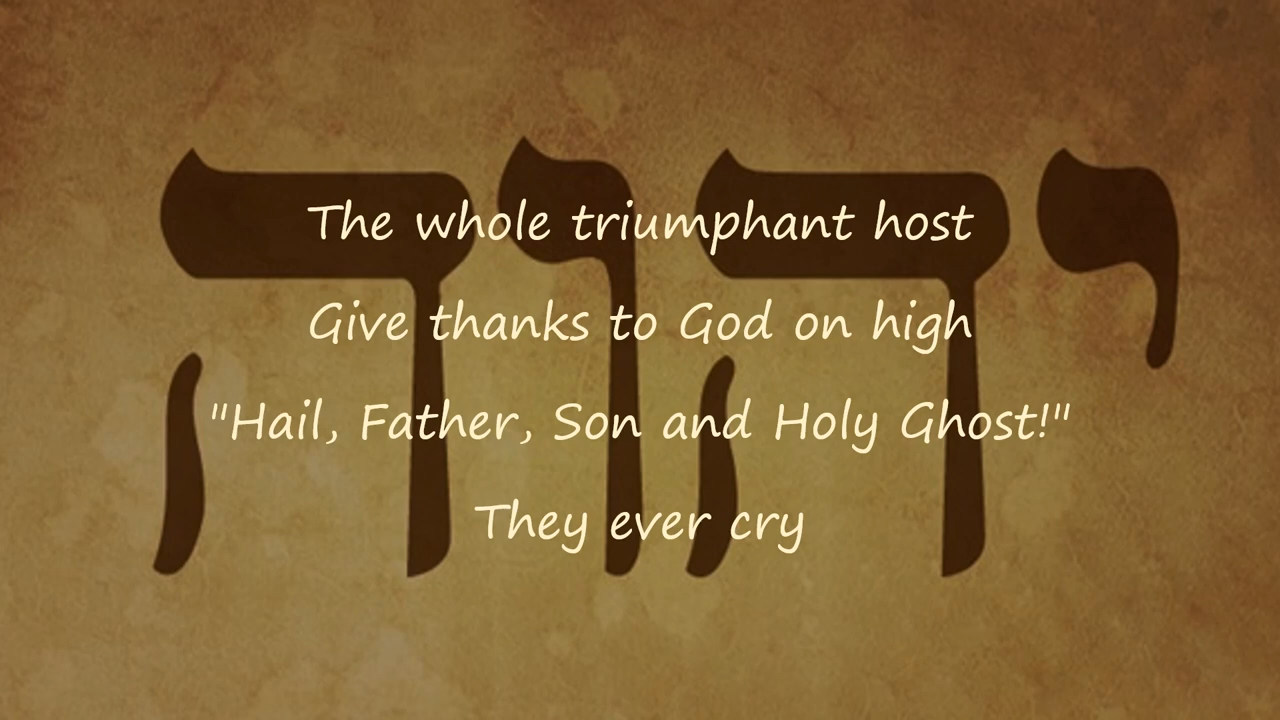 יהוה
The whole triumphant host
Give thanks to God on high
"Hail, Father, Son and Holy Ghost!"
They ever cry